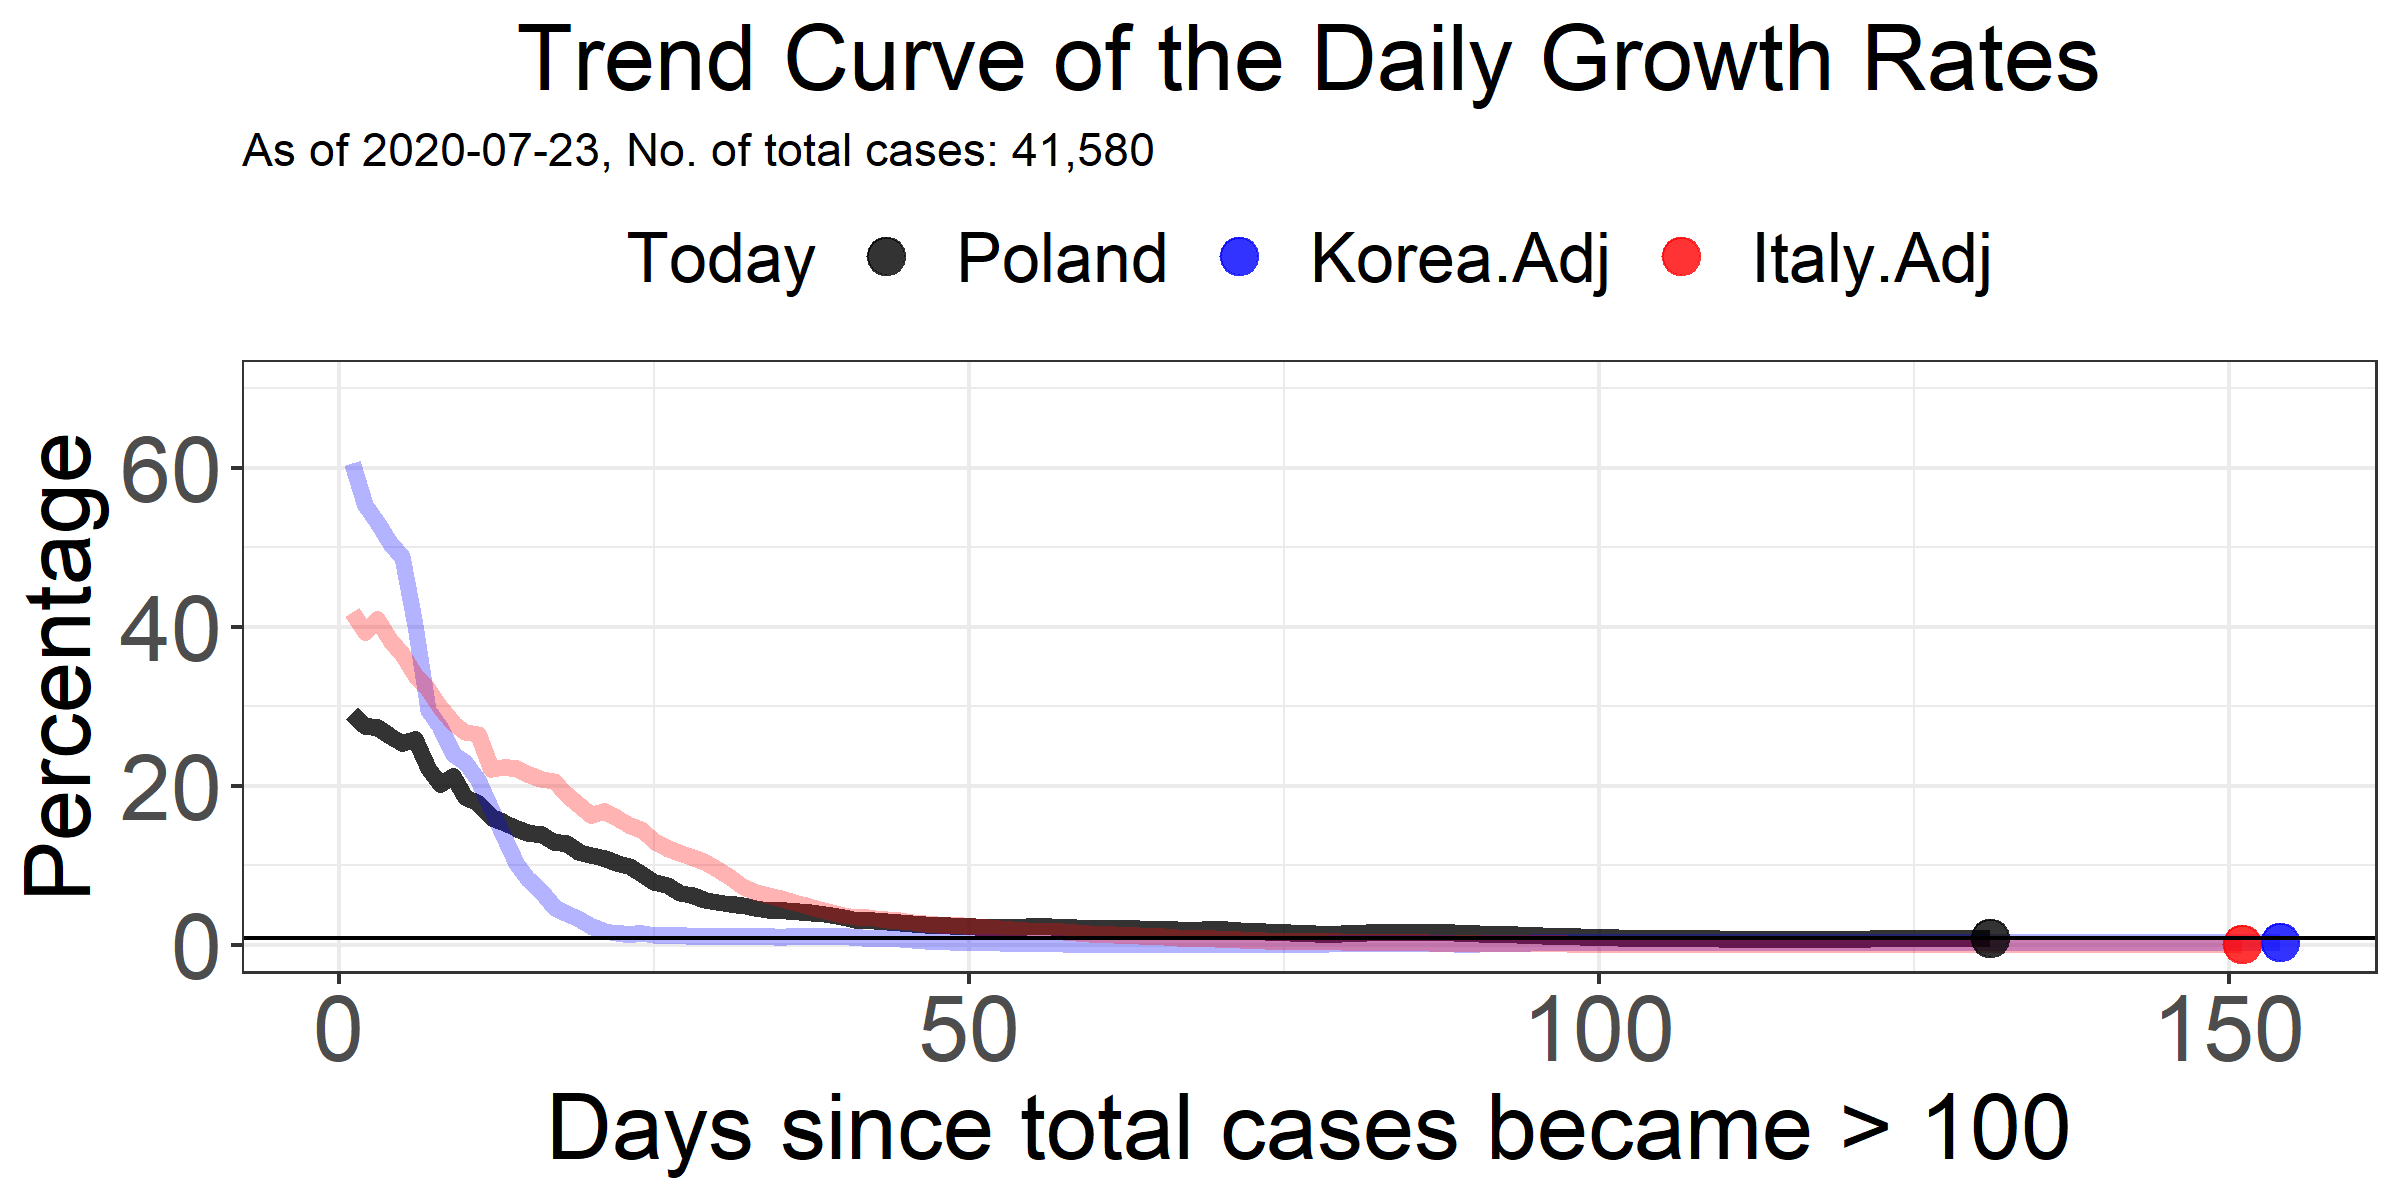 Trend Curve of the Daily Growth Rates
As of 2020-07-23, No. of total cases: 41,580
Today Poland Korea.Adj Italy.Adj
Percentage
60
40
20
0
0 50 100 150
Days since total cases became > 100